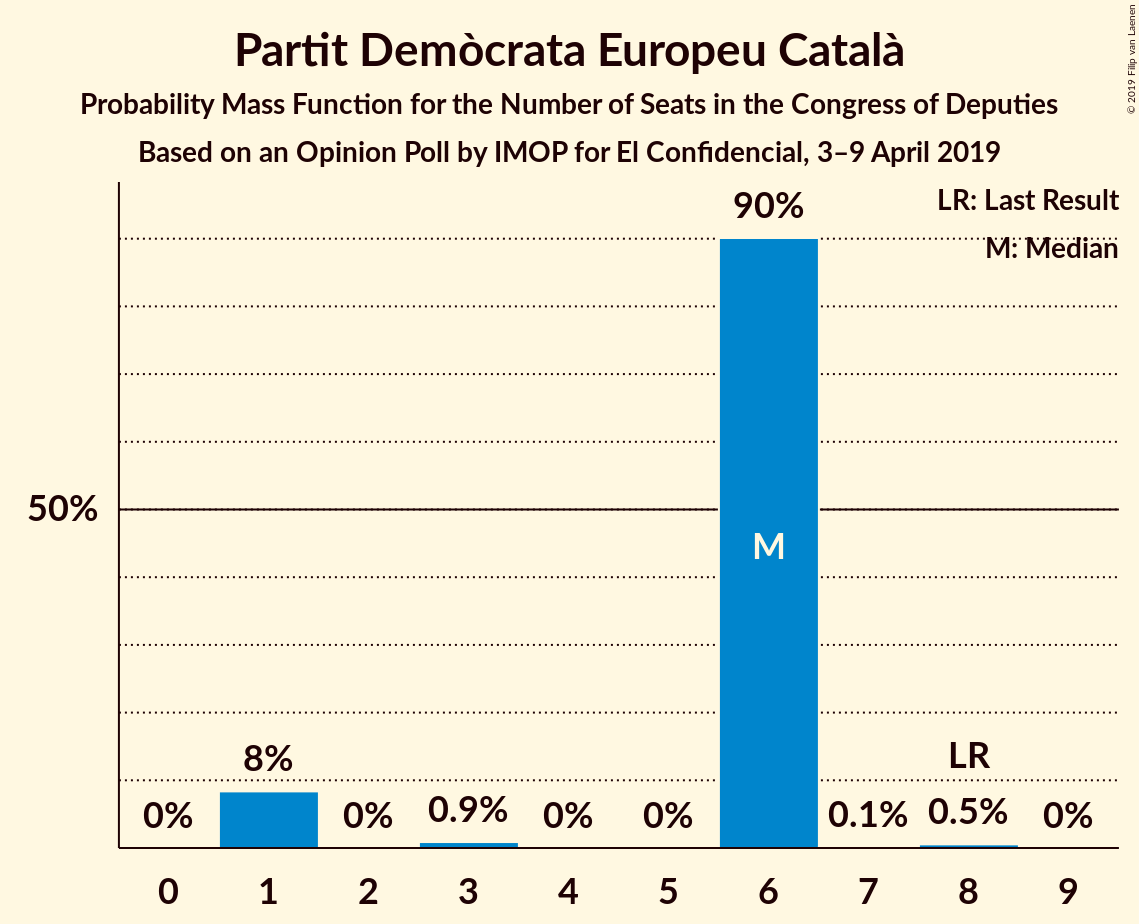 Partit Demòcrata Europeu Català
Probability Mass Function for the Number of Seats in the Congress of Deputies
Based on an Opinion Poll by IMOP for El Confidencial, 3–9 April 2019
© 2019 Filip van Laenen
LR: Last Result
M: Median
90%
50%
M
8%
LR
0% 0% 0.9% 0% 0% 0.1% 0.5% 0%
0 1 2 3 4 5 6 7 8 9